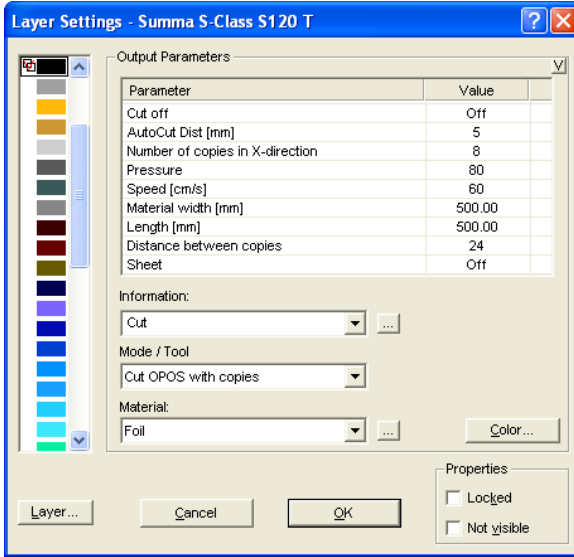 Layer Settings - Summa S-Class S120 T
Output Parameters
V
Parameter Value
Cut off Off
AutoCut Dist [mm] 5
Number of copies in X-direction 8
Pressure 80
Speed [cm/s] 60
Material width [mm] 500.00
Length [mm] 500.00
Distance between copies 24
Sheet Off
Information:
Cut ...
Mode / Tool
Cut OPOS with copies
Material:
Foil ... Color...
Properties
Locked
Layer... Cancel OK
Not visible